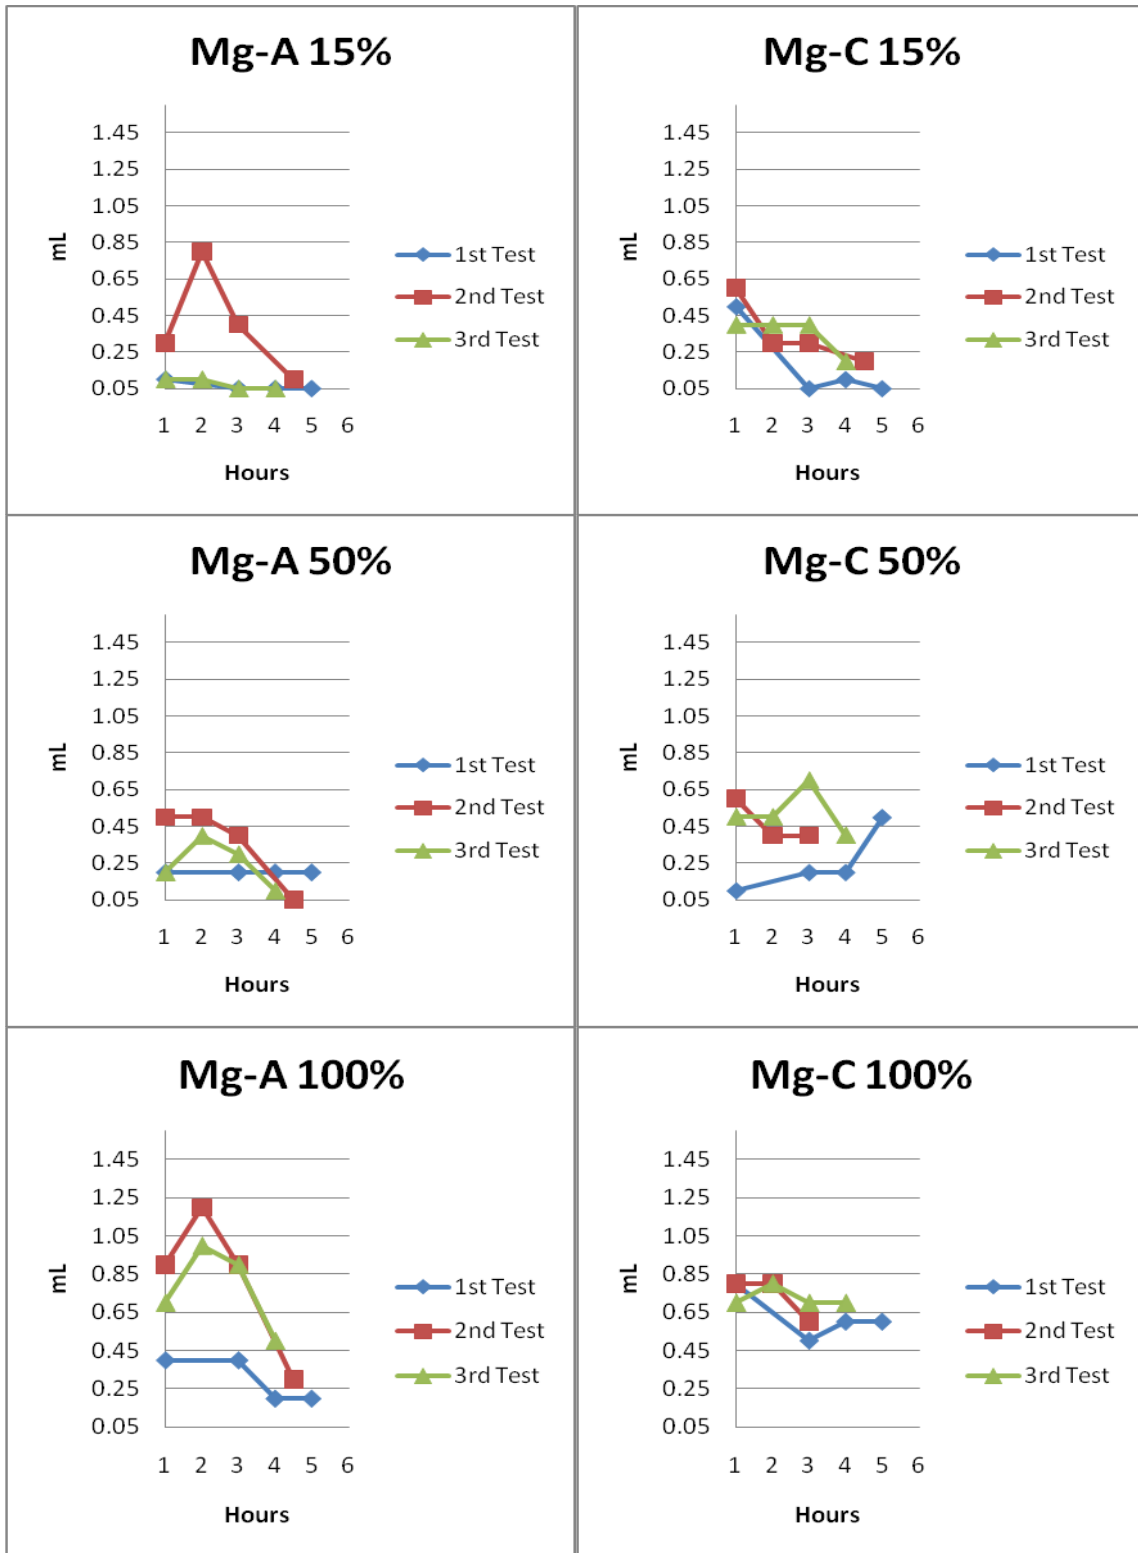 Mg-A 15%
1.45
1.25
1.05
0.85
0.65
0.45
0.25
0.05
mL
1 2 3 4 5 6
Hours
1st Test
2nd Test
3rd Test
Mg-C 15%
1.45
1.25
1.05
0.85
0.65
0.45
0.25
0.05
mL
1 2 3 4 5 6
Hours
1st Test
2nd Test
3rd Test
Mg-A 50%
1.45
1.25
1.05
0.85
0.65
0.45
0.25
0.05
mL
1 2 3 4 5 6
Hours
1st Test
2nd Test
3rd Test
Mg-C 50%
1.45
1.25
1.05
0.85
0.65
0.45
0.25
0.05
mL
1 2 3 4 5 6
Hours
1st Test
2nd Test
3rd Test
Mg-A 100%
1.45
1.25
1.05
0.85
0.65
0.45
0.25
0.05
mL
1 2 3 4 5 6
Hours
1st Test
2nd Test
3rd Test
Mg-C 100%
1.45
1.25
1.05
0.85
0.65
0.45
0.25
0.05
mL
1 2 3 4 5 6
Hours
1st Test
2nd Test
3rd Test